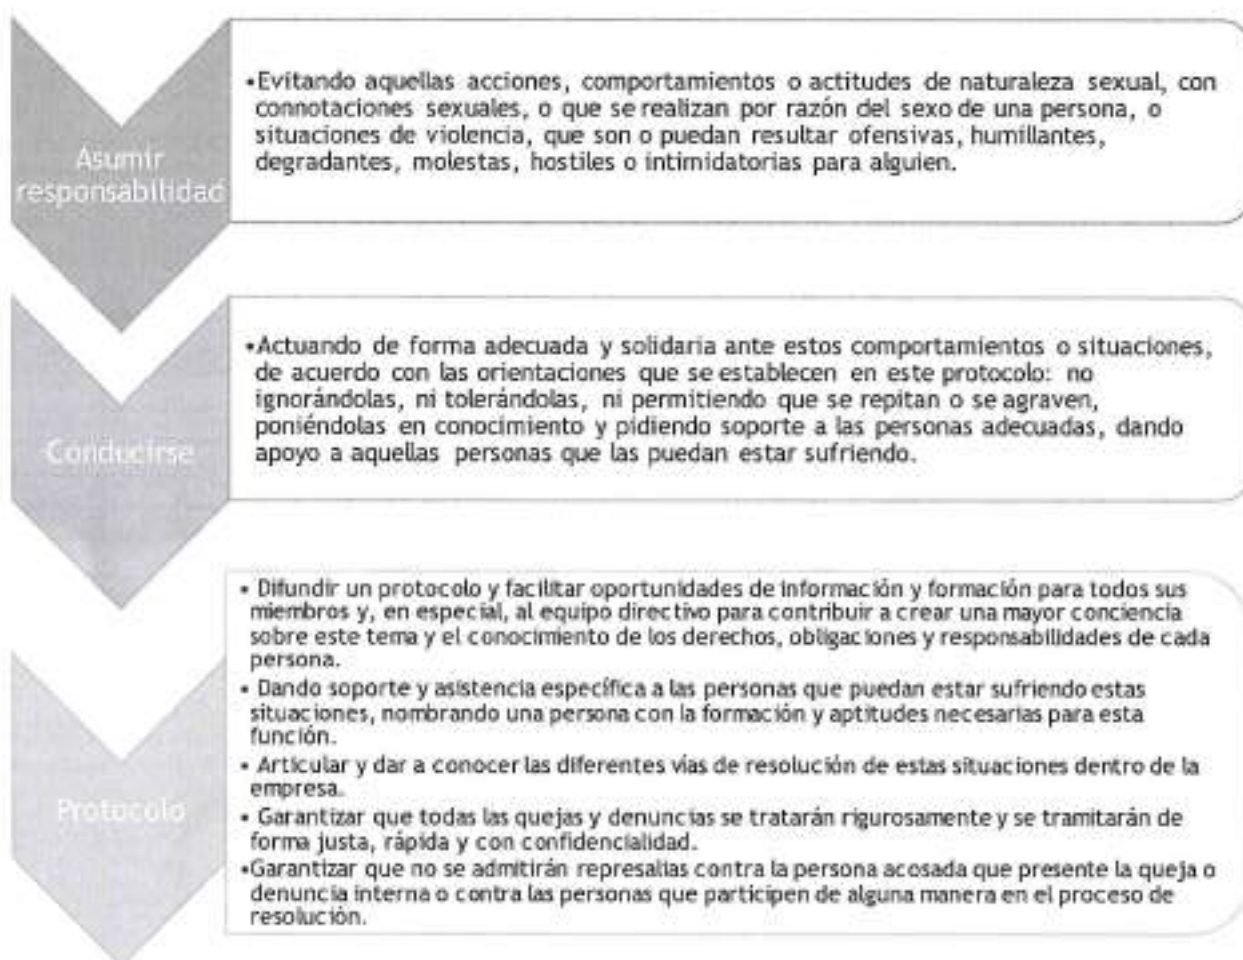 Asumir
responsabilidad
•Evitando aquellas acciones, comportamientos o actitudes de naturaleza sexual, con
connotaciones sexuales, o que se realizan por razón del sexo de una persona, o
situaciones de violencia, que son o puedan resultar ofensivas, humillantes,
degradantes, molestas, hostiles o intimidatorias para alguien.
Conducirse
•Actuando de forma adecuada y solidaria ante estos comportamientos o situaciones,
de acuerdo con las orientaciones que se establecen en este protocolo: no
ignorándolas, ni tolerándolas, ni permitiendo que se repitan o se agraven,
poniéndolas en conocimiento y pidiendo soporte a las personas adecuadas, dando
apoyo a aquellas personas que las puedan estar sufriendo.
Protocolo
• Difundir un protocolo y facilitar oportunidades de información y formación para todos sus
miembros y, en especial, al equipo directivo para contribuir a crear una mayor conciencia
sobre este tema y el conocimiento de los derechos, obligaciones y responsabilidades de cada
persona.
• Dando soporte y asistencia específica a las personas que puedan estar sufriendo estas
situaciones, nombrando una persona con la formación y aptitudes necesarias para esta
función.
• Articular y dar a conocer las diferentes vías de resolución de estas situaciones dentro de la
empresa.
• Garantizar que todas las quejas y denuncias se tratarán rigurosamente y se tramitarán de
forma justa, rápida y con confidencialidad.
•Garantizar que no se admitirán represalias contra la persona acosada que presente la queja o
denuncia interna o contra las personas que participen de alguna manera en el proceso de
resolución.